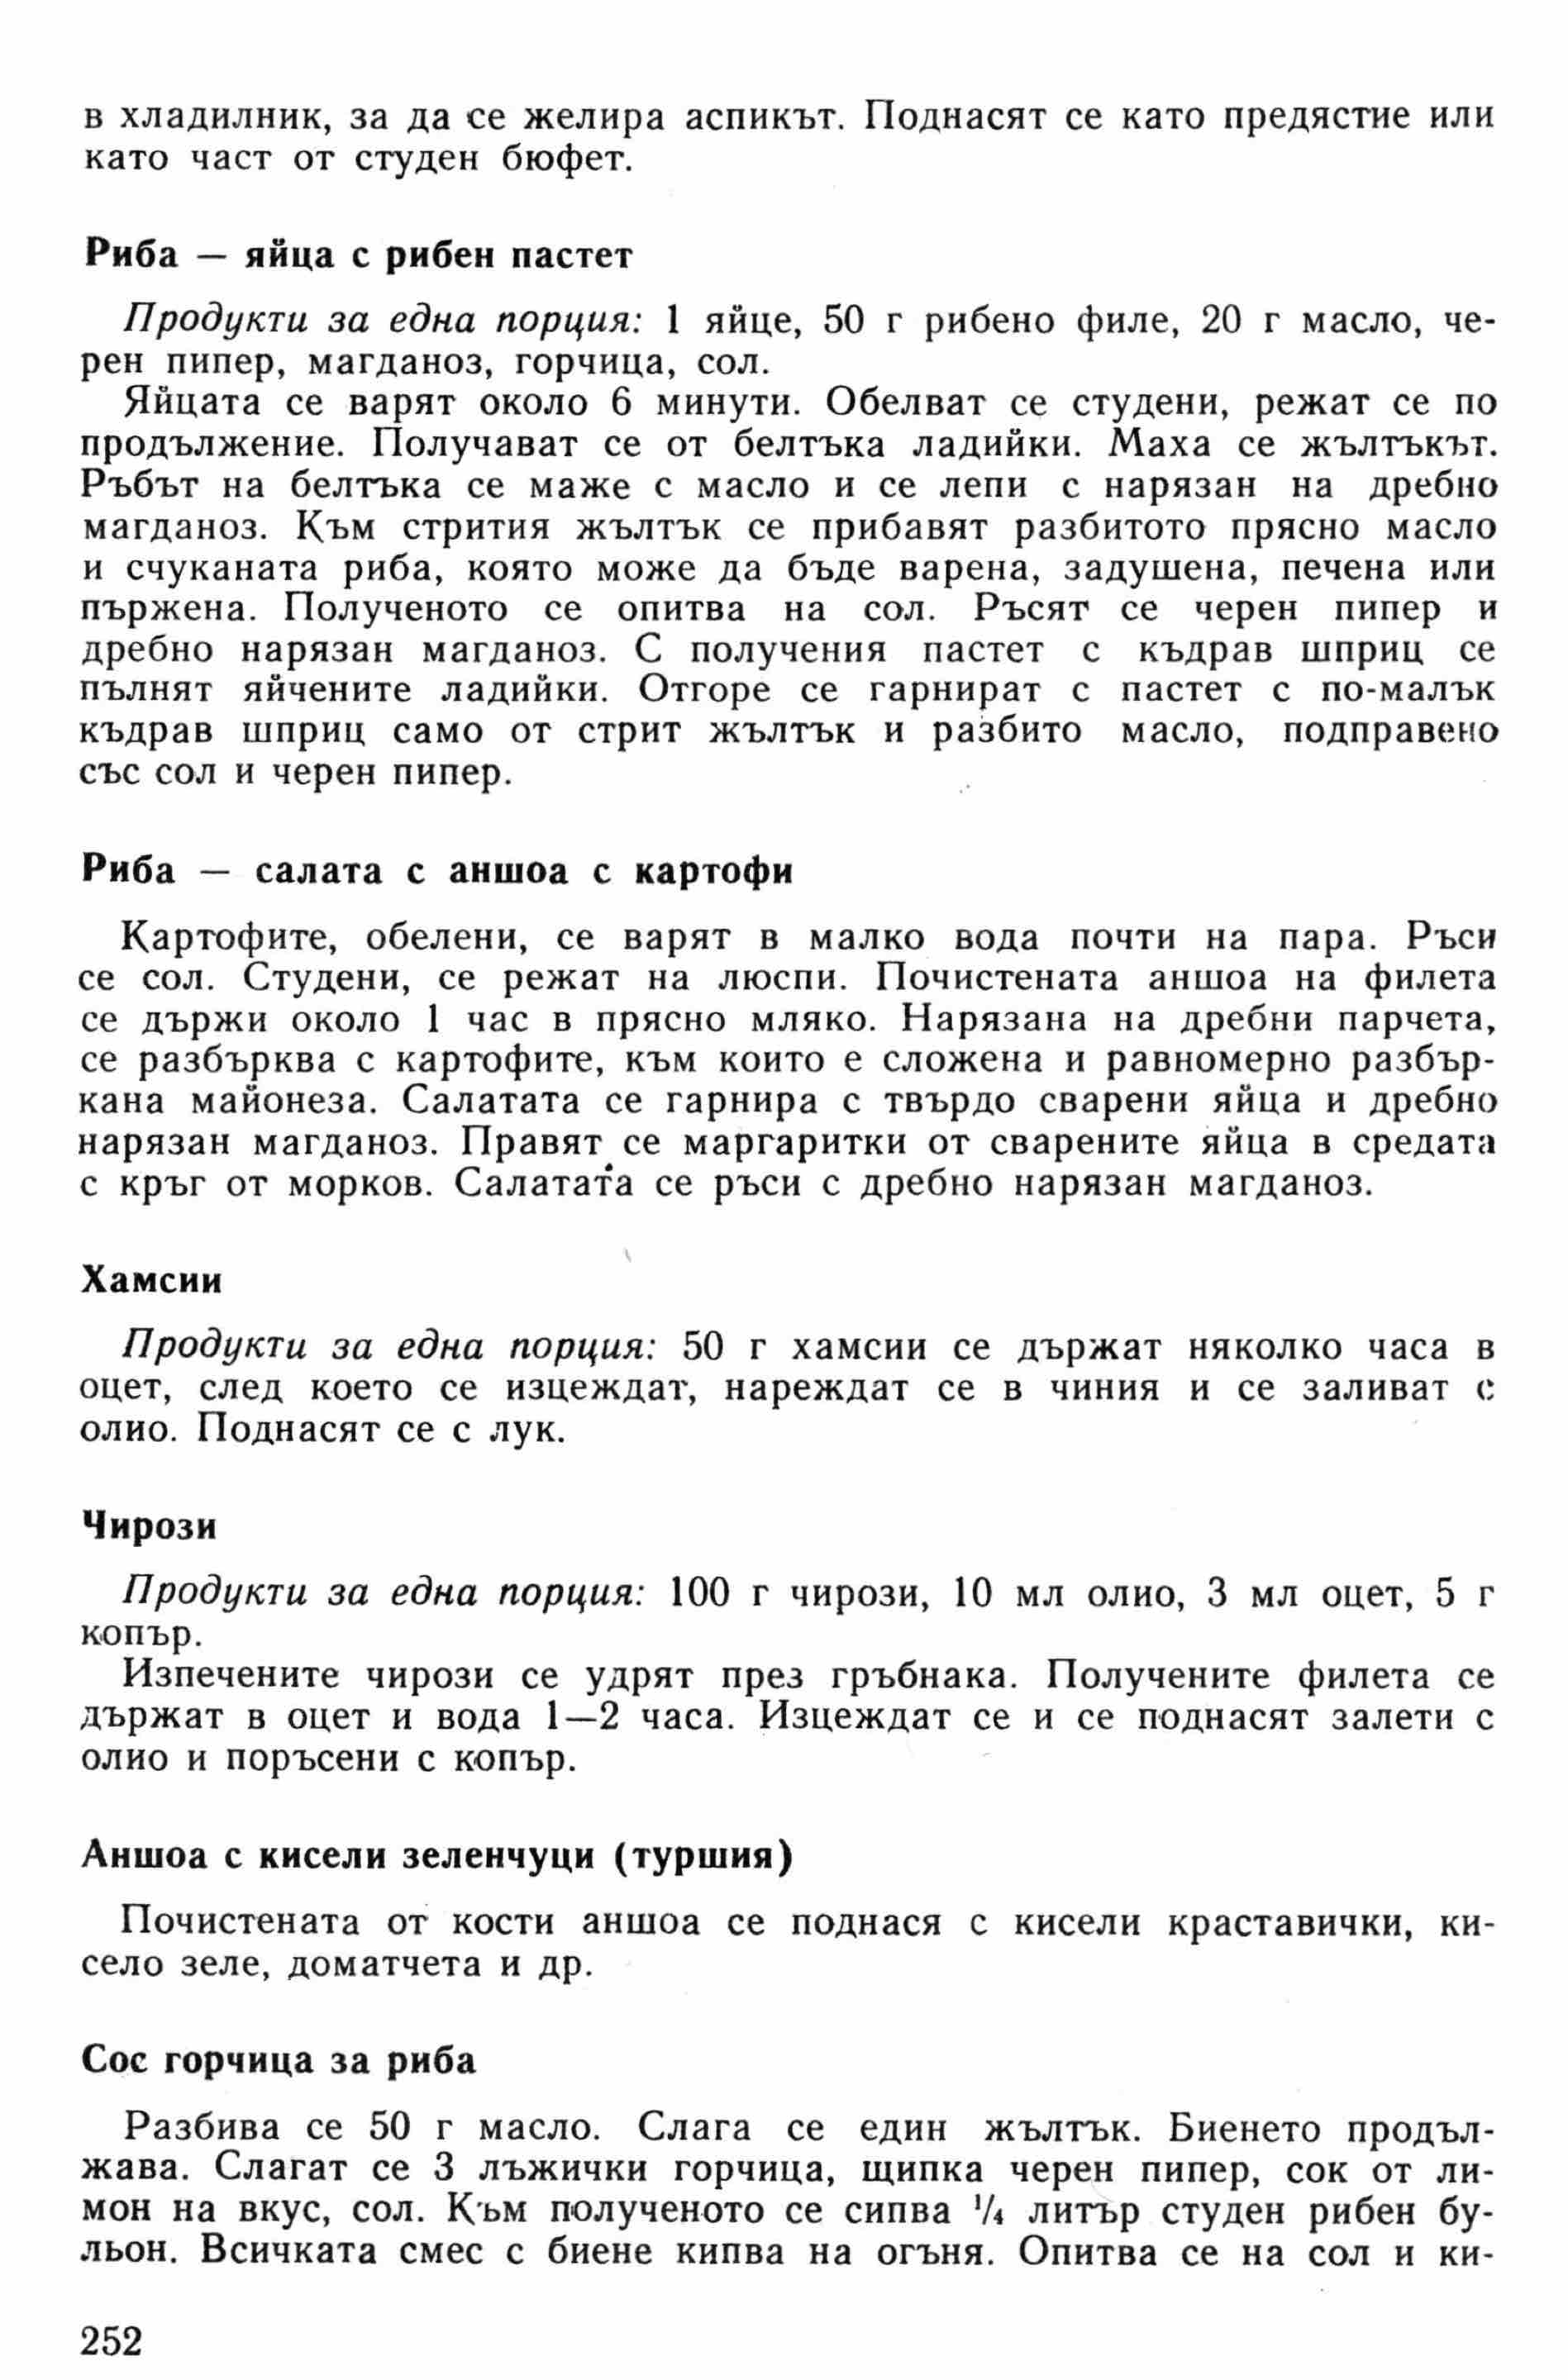 в хладилник, за да се желира аспикът. Поднасят се като предястие или
като част от студен бюфет.
Риба — яйца с рибен пастет
Продукти за една порция: 1 яйце, 50 г рибено филе, 20 г масло, че-
рен пипер, магданоз, горчица, сол.
Яйцата се варят около 6 минути. Обелват се студени, режат се по
продължение. Получават се от белтъка ладийки. Маха се жълтъкът.
Ръбът на белтъка се маже с масло и се лепи с нарязан на дребно
магданоз. Към стрития жълтък се прибавят разбитото прясно масло
и счуканата риба, която може да бъде варена, задушена, печена или
пържена. Полученото се опитва на сол. Ръсят се черен пипер и
дребно нарязан магданоз. С получения пастет с къдрав шприц се
пълнят яйчените ладийки. Отгоре се гарнират с пастет с по-малък
къдрав шприц само от стрит жълтък и разбито масло, подправено
със сол и черен пипер.
Риба — салата с аншоа с картофи
Картофите, обелени, се варят в малко вода почти на пара. Ръси
се сол. Студени, се режат на люспи. Почистената аншоа на филета
се държи около 1 час в прясно мляко. Нарязана на дребни парчета,
се разбърква с картофите, към които е сложена и равномерно разбър-
кана майонеза. Салатата се гарнира с твърдо сварени яйца и дребно
нарязан магданоз. Правят се маргаритки от сварените яйца в средата
с кръг от морков. Салатата се ръси с дребно нарязан магданоз.
Хамсии
Продукти за една порция: 50 г хамсии се държат няколко часа в
оцет, след което се изцеждат, нареждат се в чиния и се заливат с
олио. Поднасят се с лук.
Чирози
Продукти за една порция: 100 г чирози, 10 мл олио, 3 мл оцет, 5 г
копър.
Изпечените чирози се удрят през гръбнака. Получените филета се
държат в оцет и вода 1—2 часа. Изцеждат се и се поднасят залети с
олио и поръсени с копър.
Аншоа с кисели зеленчуци (туршия)
Почистената от кости аншоа се поднася с кисели краставички, ки-
село зеле, доматчета и др.
Сос горчица за риба
Разбива се 50 г масло. Слага се един жълтък. Биенето продъл-
жава. Слагат се 3 лъжички горчица, щипка черен пипер, сок от ли-
мон на вкус, сол. Към полученото се сипва ¼ литър студен рибен бу-
льон. Всичката смес с биене кипва на огъня. Опитва се на сол и ки-
252